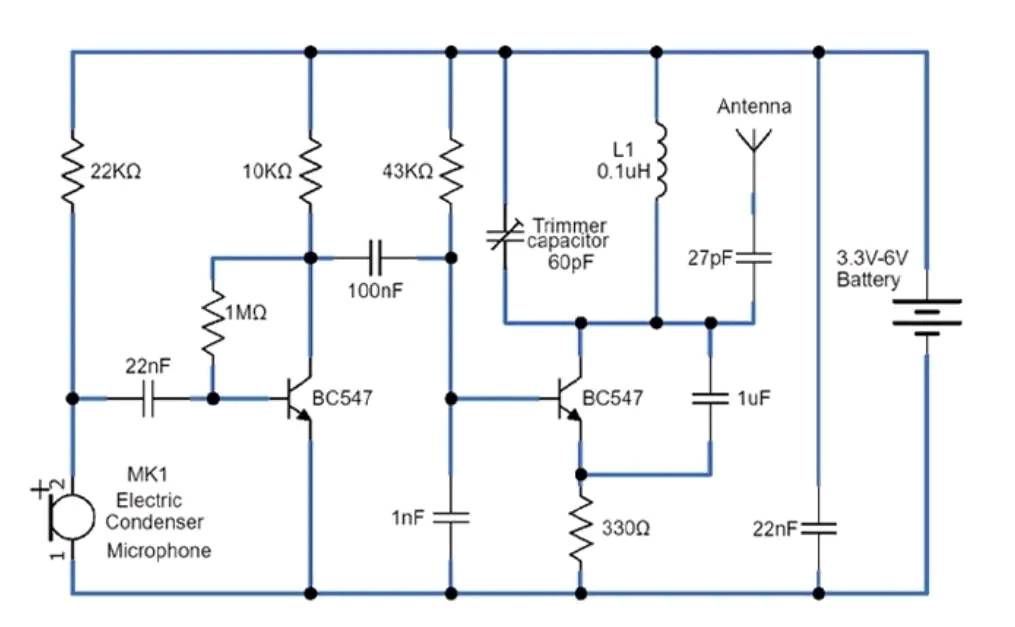 Antenna
22KΩ
10KΩ
43KΩ
L1
0.1uH
Trimmer
capacitor
60pF
27pF
3.3V-6V
Battery
100nF
1MΩ
22nF
BC547
BC547
1uF
+
2
MK1
Electric
Condenser
Microphone
1
1nF
330Ω
22nF